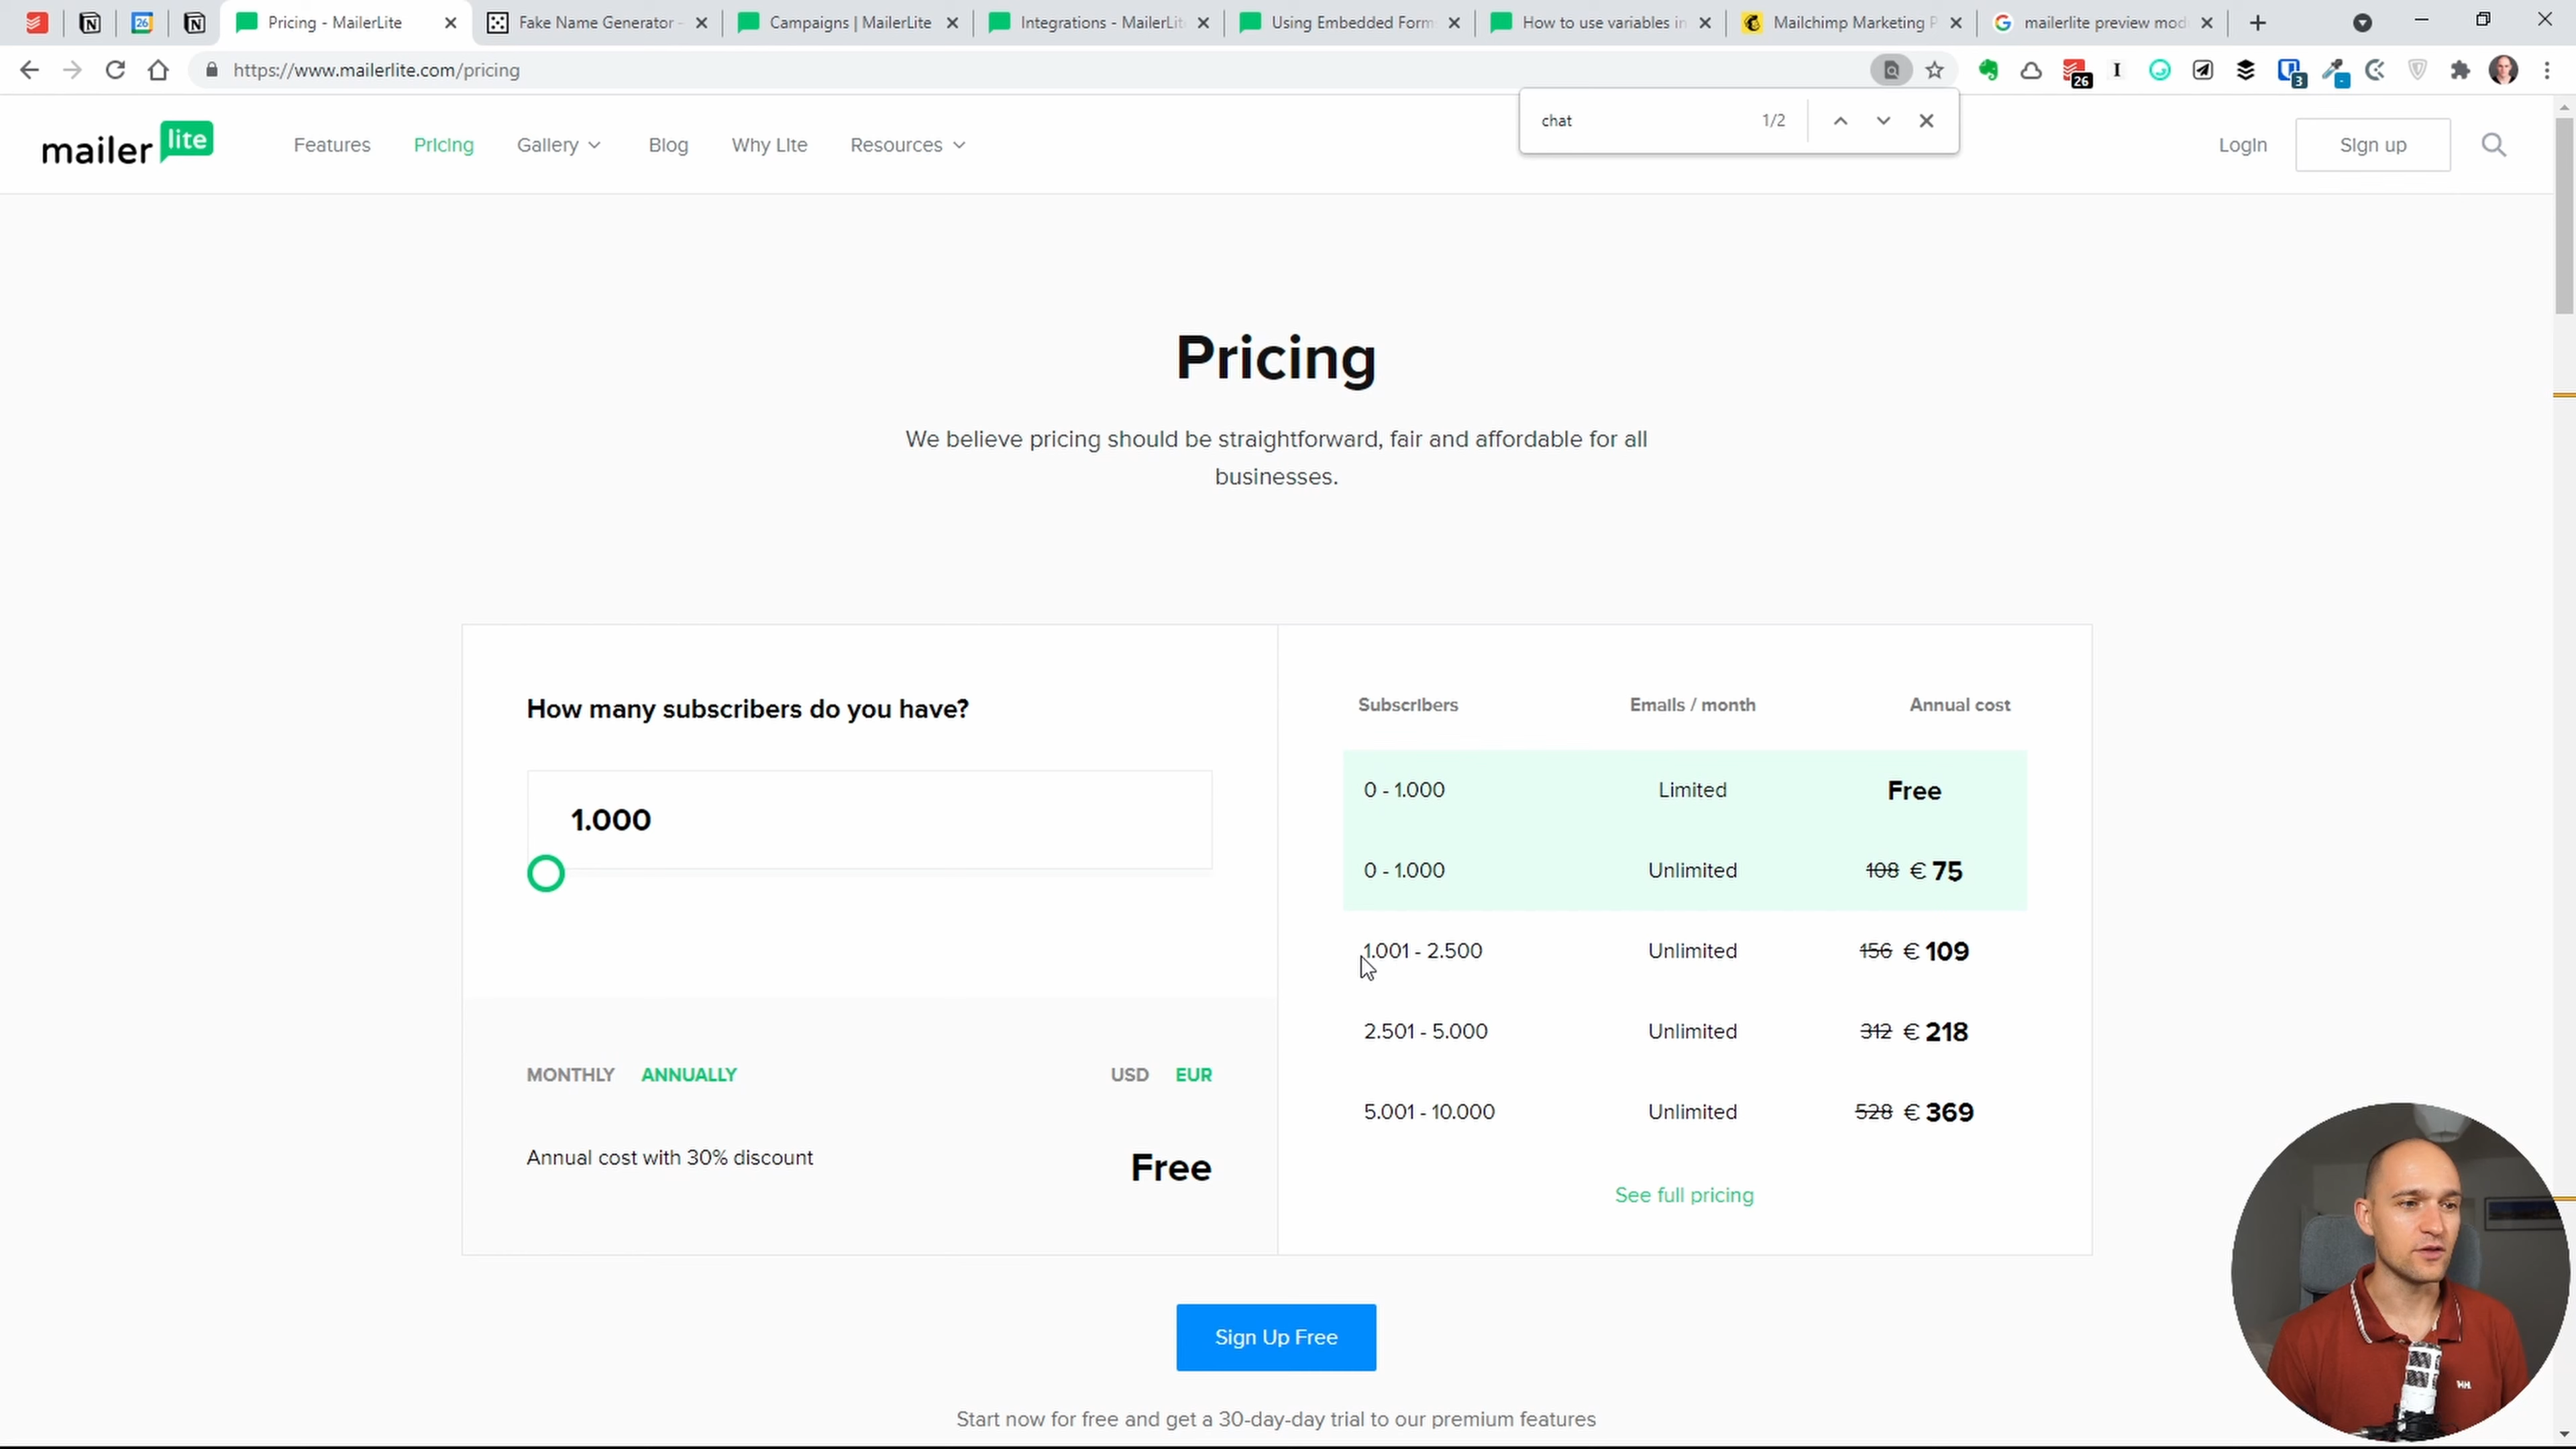 Pricing - MailerLite
Fake Name Generator -
Campaigns | MailerLite
Integrations - MailerLit
Using Embedded Form
How to use variables in
Mailchimp Marketing P
mailerlite preview mod
https://www.mailerlite.com/pricing
26
3
chat 1/2
mailer lite
Features
Pricing
Gallery
Blog
Why Lite
Resources
Login
Sign up
Pricing
We believe pricing should be straightforward, fair and affordable for all
businesses.
How many subscribers do you have?
1.000
MONTHLY ANNUALLY USD EUR
Annual cost with 30% discount Free
Subscribers Emails / month Annual cost
0 - 1.000 Limited Free
0 - 1.000 Unlimited 108 € 75
1.001 - 2.500 Unlimited 156 € 109
2.501 - 5.000 Unlimited 312 € 218
5.001 - 10.000 Unlimited 528 € 369
See full pricing
Sign Up Free
Start now for free and get a 30-day-day trial to our premium features
HH